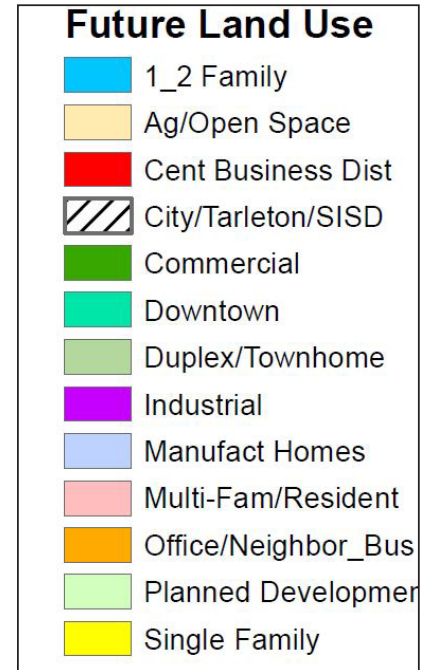 Future Land Use
1_2 Family
Ag/Open Space
Cent Business Dist
City/Tarleton/SISD
Commercial
Downtown
Duplex/Townhome
Industrial
Manufact Homes
Multi-Fam/Resident
Office/Neighbor_Bus
Planned Developmer
Single Family